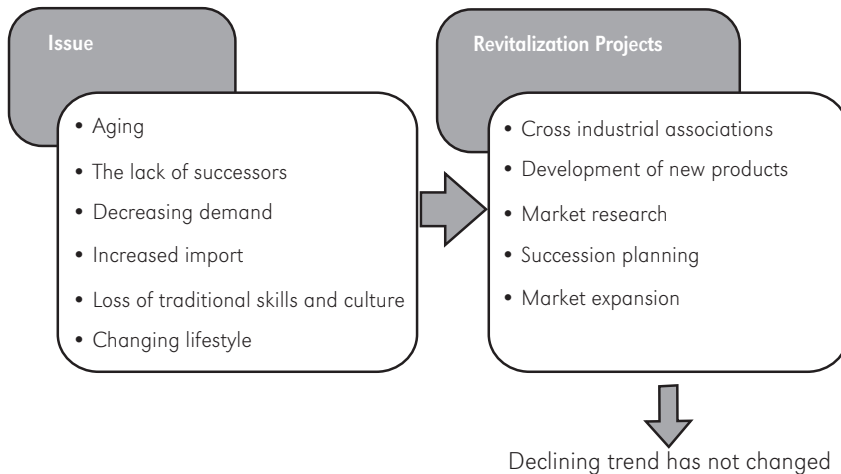 Issue
• Aging
• The lack of successors
• Decreasing demand
• Increased import
• Loss of traditional skills and culture
• Changing lifestyle
Revitalization Projects
• Cross industrial associations
• Development of new products
• Market research
• Succession planning
• Market expansion
Declining trend has not changed